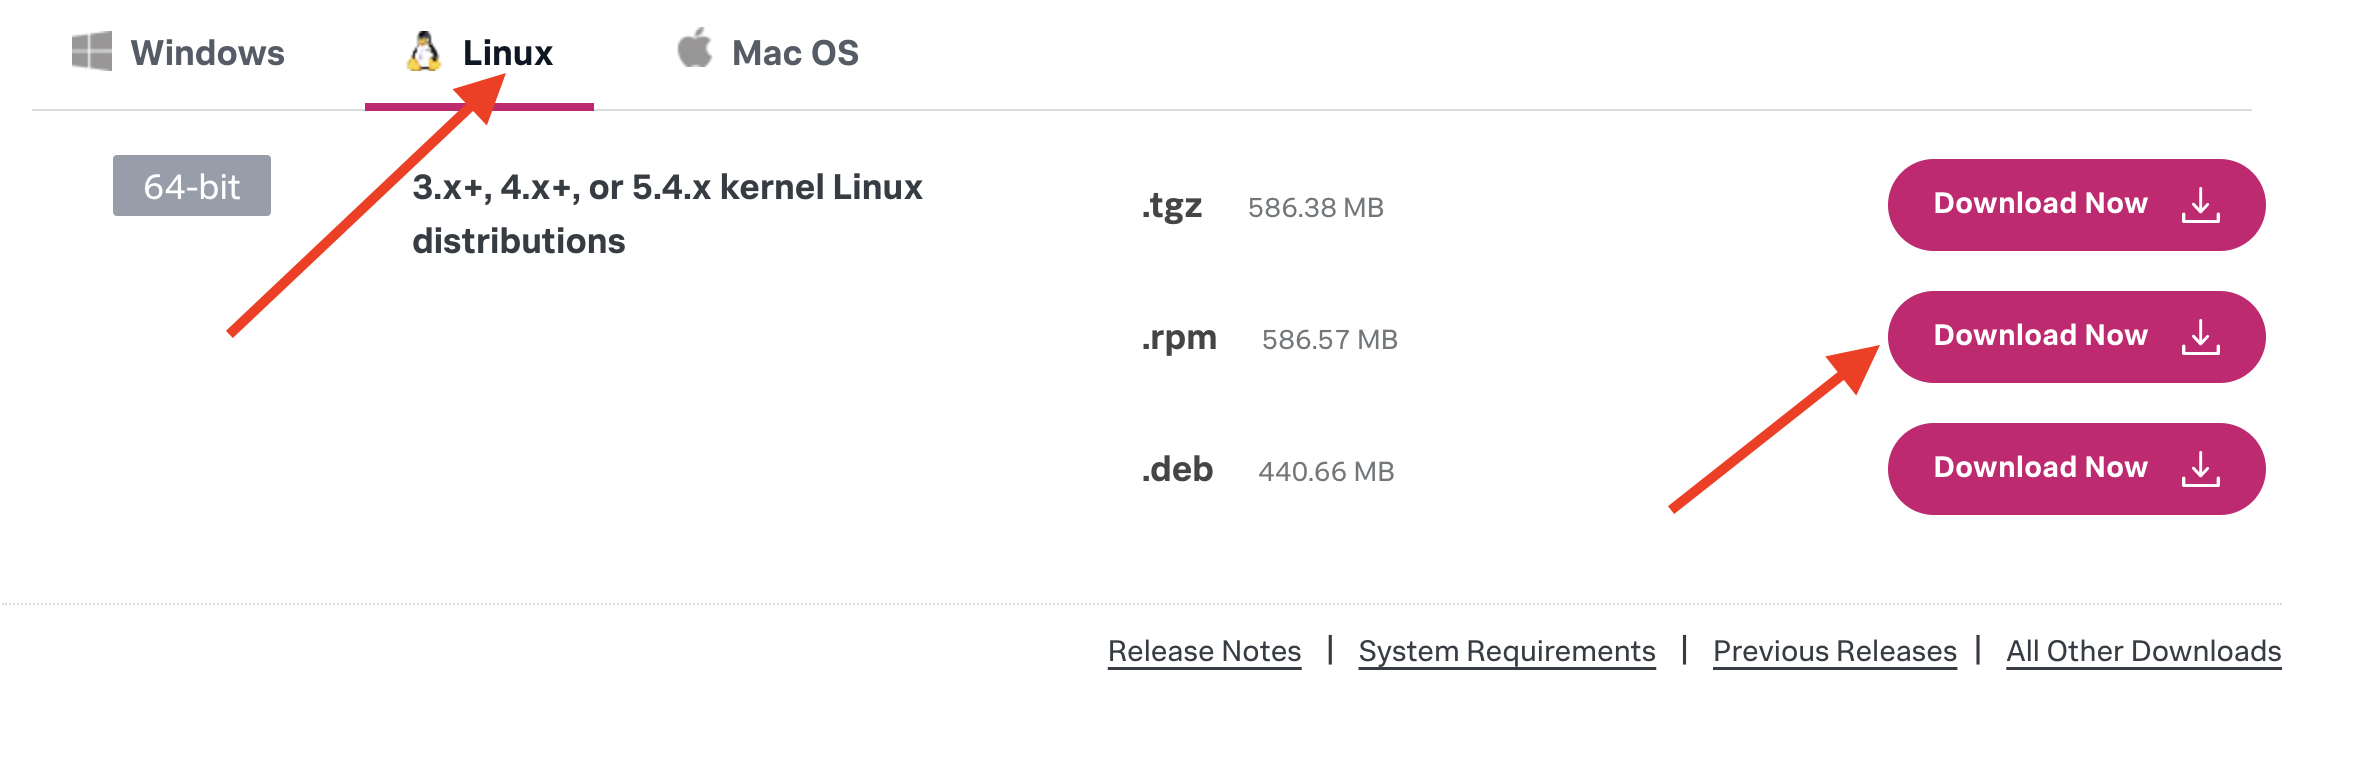 Windows
Linux
Mac OS
64-bit
3.x+, 4.x+, or 5.4.x kernel Linux
distributions
.tgz 586.38 MB
Download Now
.rpm 586.57 MB
Download Now
.deb 440.66 MB
Download Now
Release Notes | System Requirements | Previous Releases | All Other Downloads